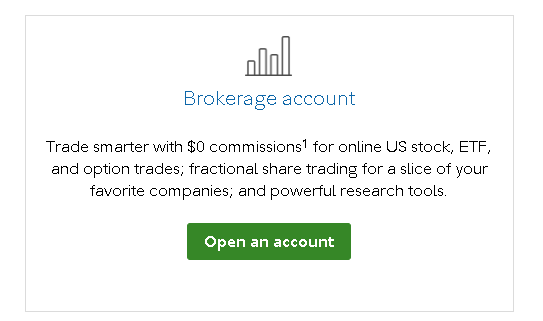 Brokerage account
Trade smarter with $0 commissions¹ for online US stock, ETF,
and option trades; fractional share trading for a slice of your
favorite companies; and powerful research tools.
Open an account